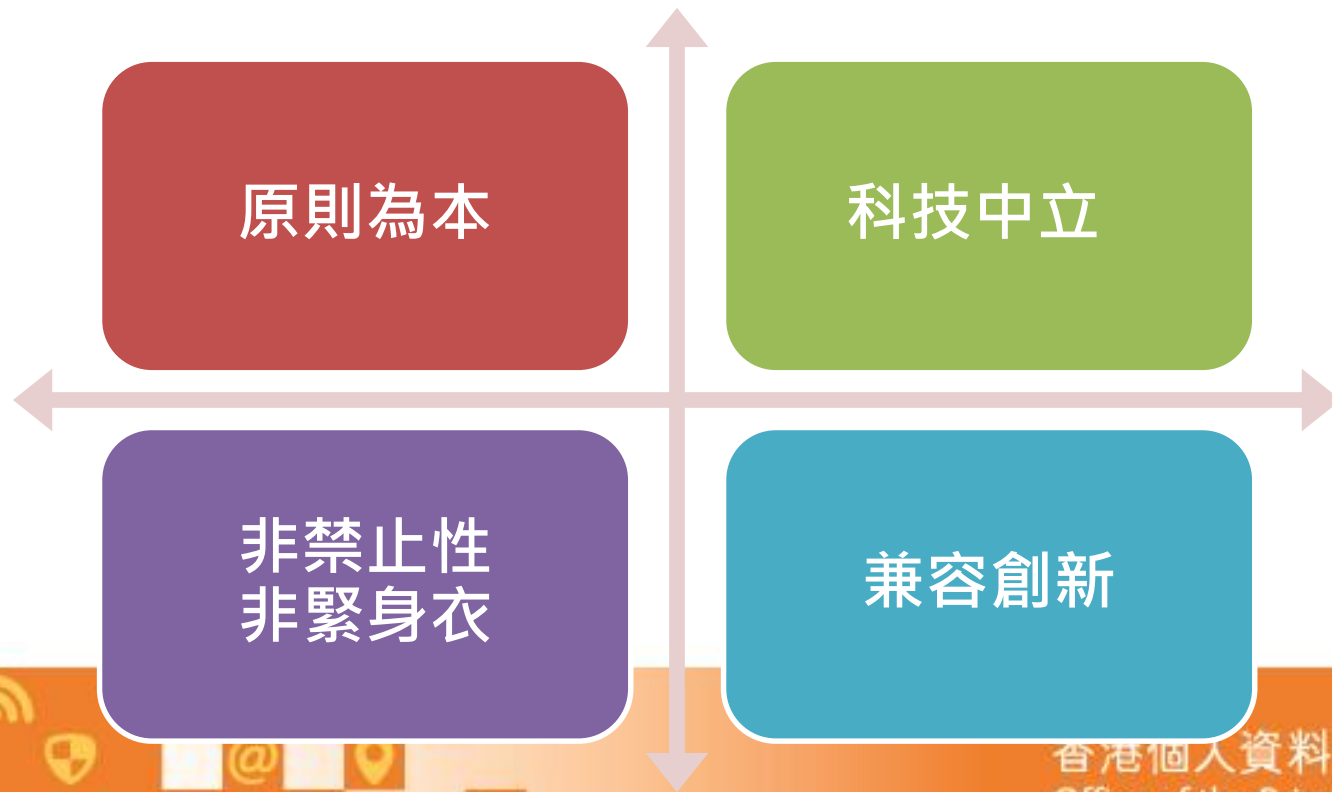 原則為本
科技中立
非禁止性
非緊身衣
兼容創新
@
香港個人資料